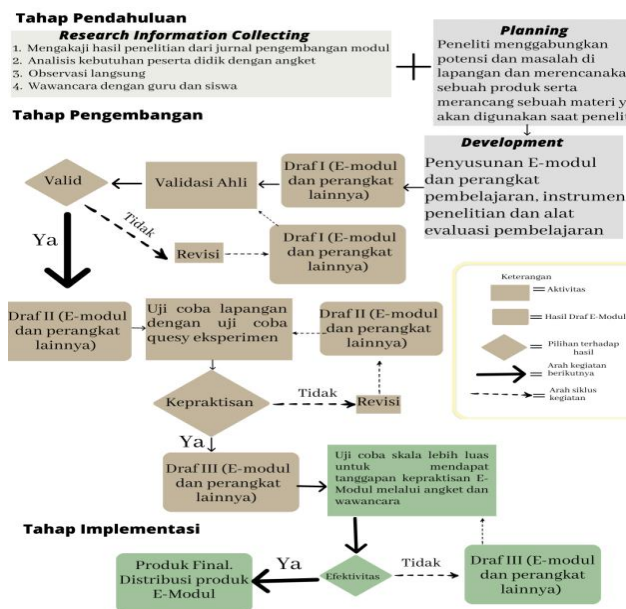 Tahap Pendahuluan
Research Information Collecting
1. Mengakaji hasil penelitian dari jurnal pengembangan modul
2. Analisis kebutuhan peserta didik dengan angket
3. Observasi langsung
4. Wawancara dengan guru dan siswa
Planning
Peneliti menggabungkan
potensi dan masalah di
lapangan dan merencanaka
sebuah produk serta
merancang sebuah materi y
akan digunakan saat peneli
Tahap Pengembangan
Development
Penyusunan E-modul
dan perangkat
pembelajaran, instrumen
penelitian dan alat
evaluasi pembelajaran
Draf I (E-modul
dan perangkat
lainnya)
Validasi Ahli
Valid
Tidak
Revisi
Draf I (E-modul
dan perangkat
lainnya)
Ya
Keterangan
= Aktivitas
= Hasil Draf E-Modul
= Pilihan terhadap
hasil
= Arah kegiatan
berikutnya
= Arah siklus
kegiatan
Draf II (E-modul
dan perangkat
lainnya)
Uji coba lapangan
dengan uji coba
quesy eksperimen
Draf II (E-modul
dan perangkat
lainnya)
Kepraktisan
Tidak
Revisi
Ya
Draf III (E-modul
dan perangkat
lainnya)
Uji coba skala lebih luas
untuk mendapat
tanggapan kepraktisan E-
Modul melalui angket dan
wawancara
Tahap Implementasi
Efektivitas
Tidak
Draf III (E-modul
dan perangkat
lainnya)
Ya
Produk Final.
Distribusi produk
E-Modul